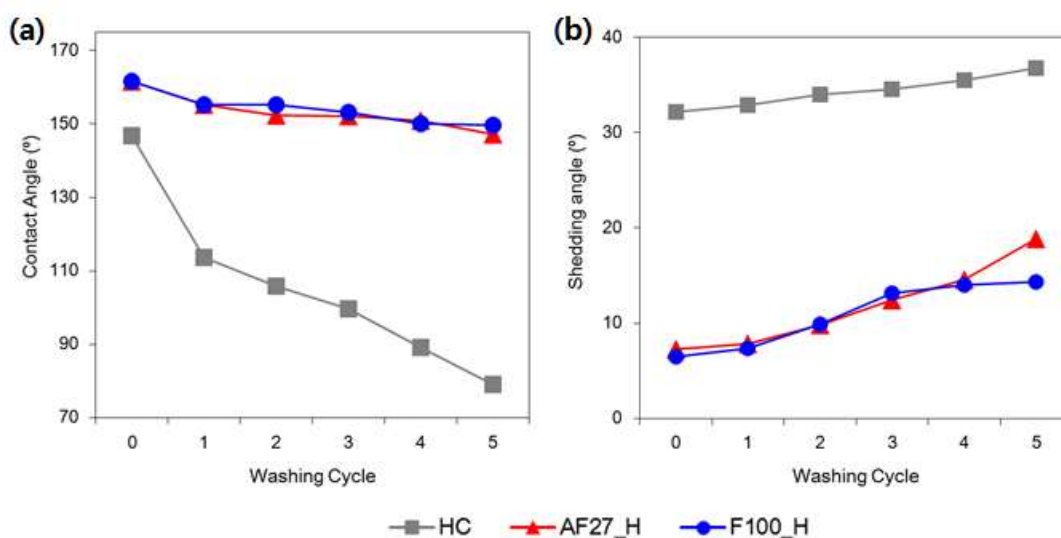 (a)
170
150
130
110
90
70
Contact Angle (º)
0 1 2 3 4 5
Washing Cycle
(b)
40
30
20
10
0
Shedding angle (º)
0 1 2 3 4 5
Washing Cycle
HC AF27_H F100_H